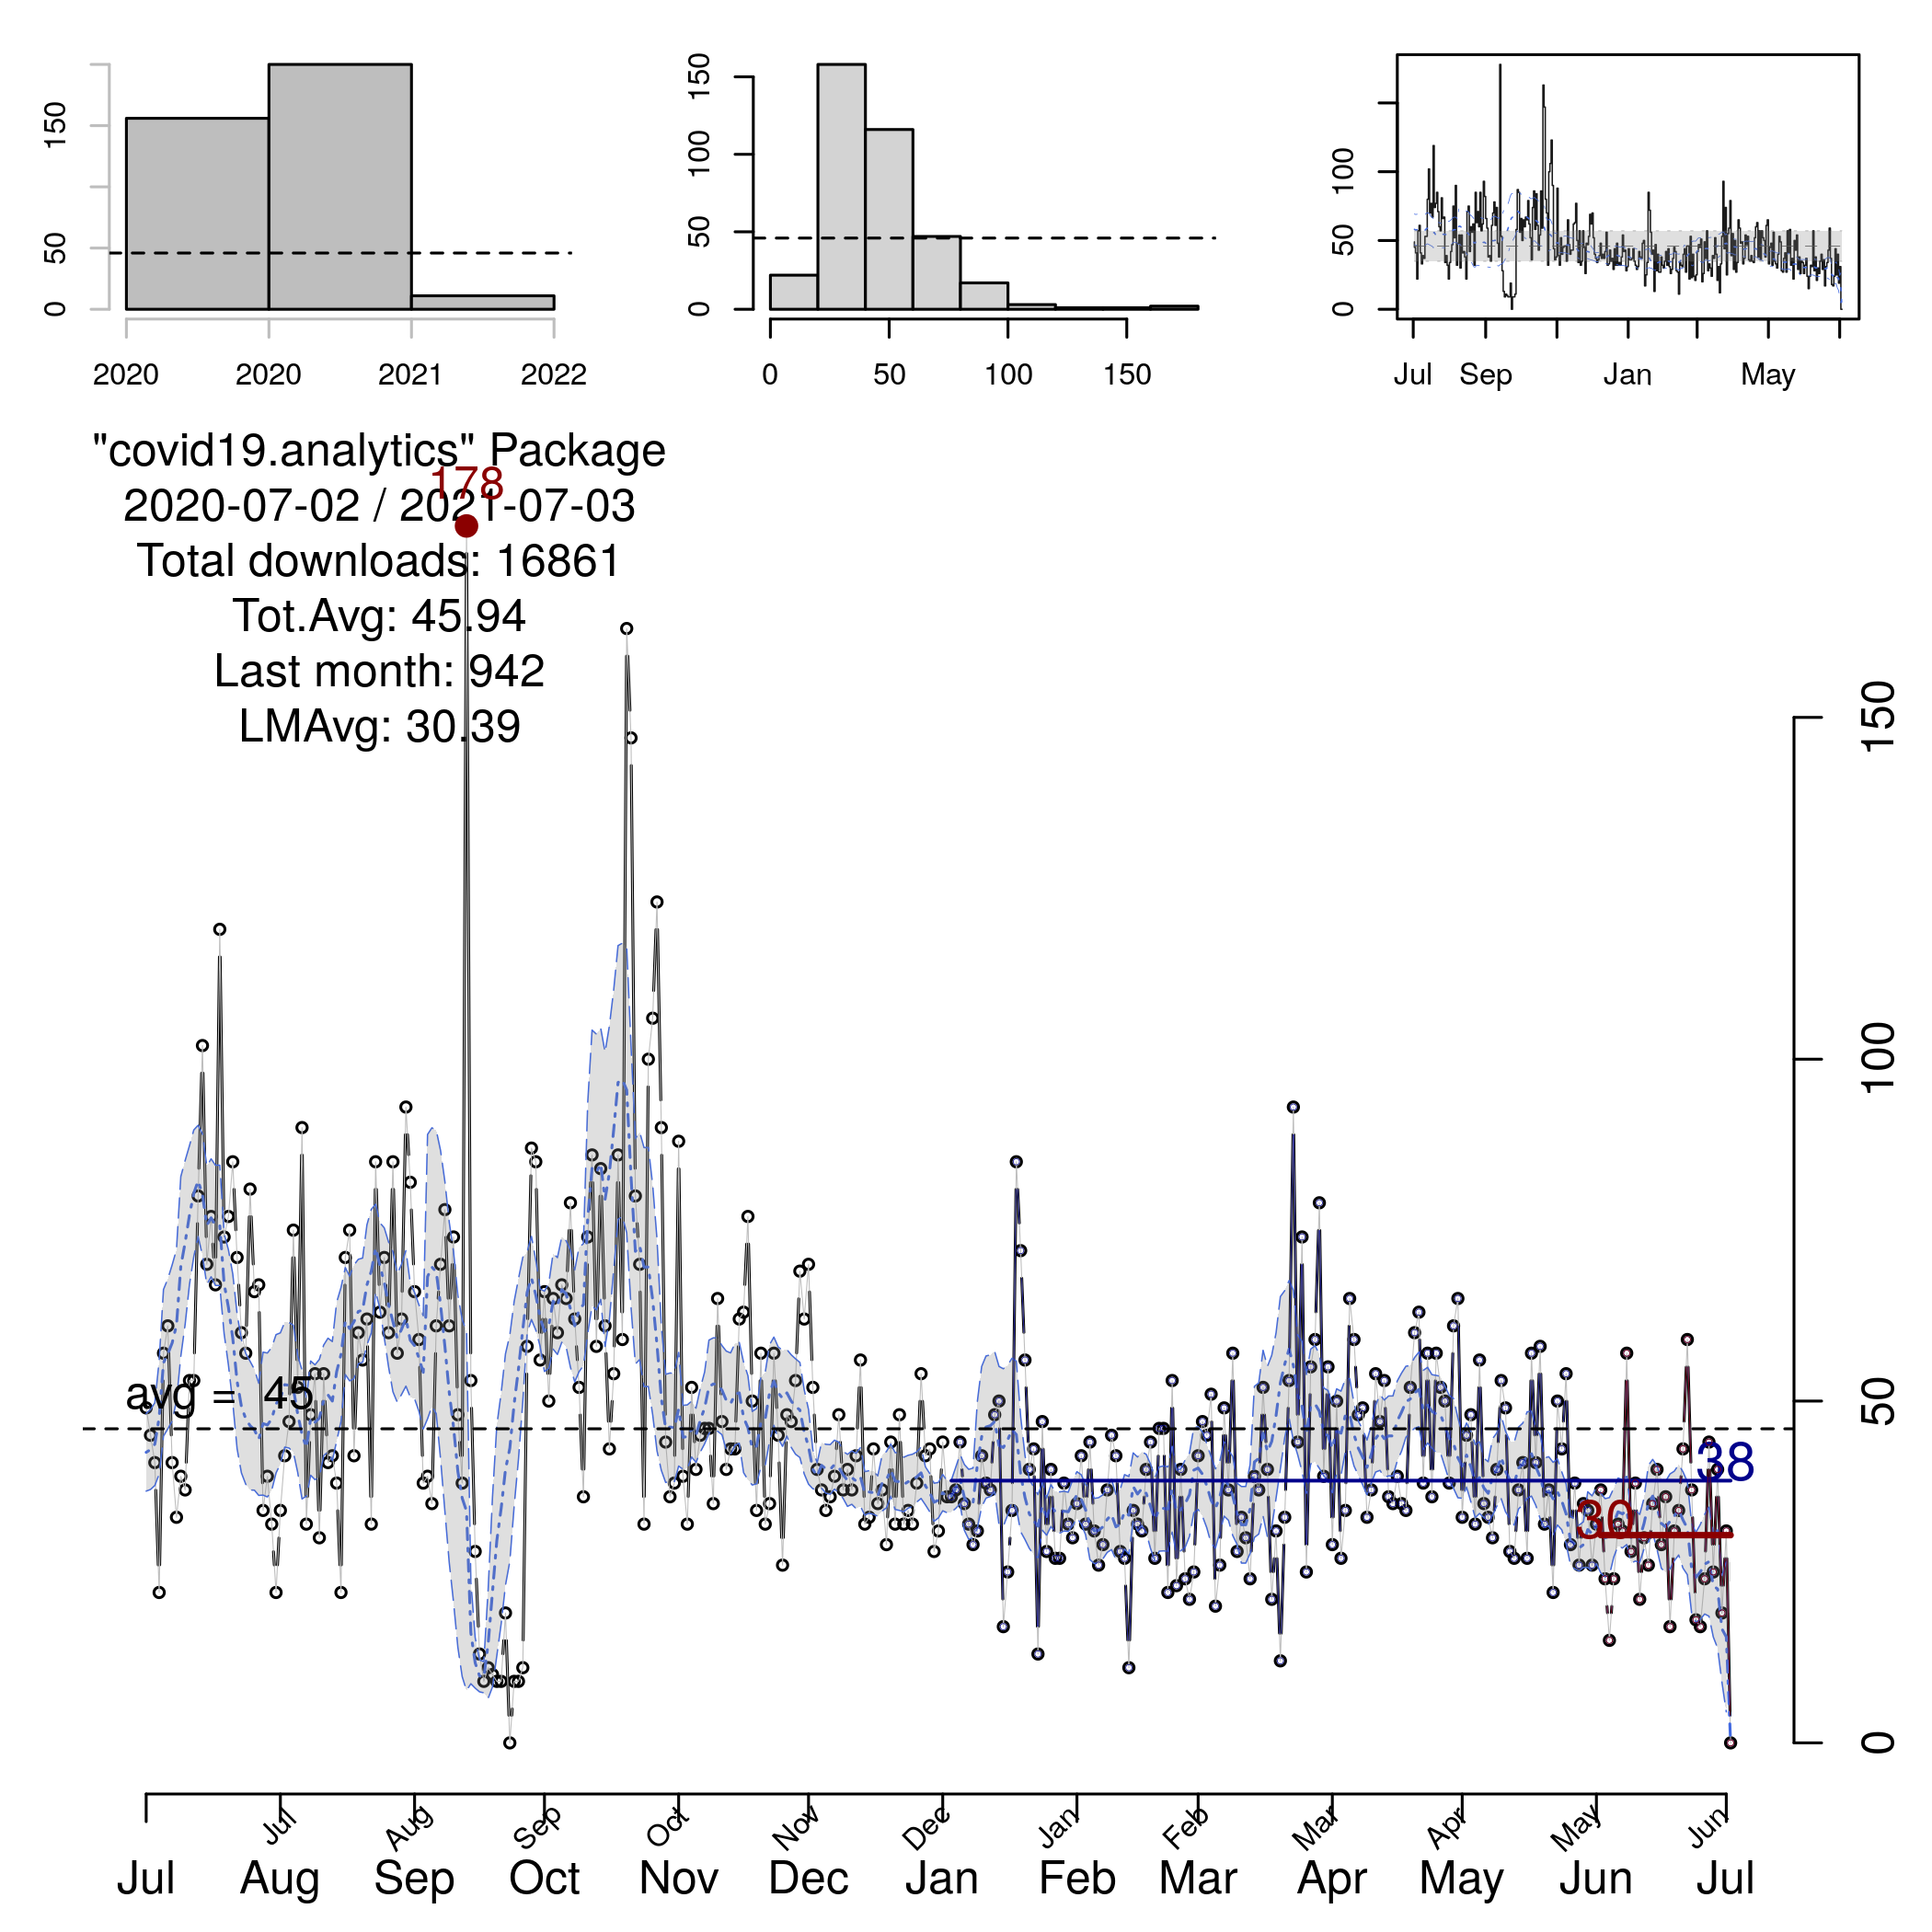 0 50 150
2020 2020 2021 2022
0 50 100 150
0 50 100 150
0 50 100
Jul Sep Jan May
"covid19.analytics" Package
178
2020-07-02 / 2021-07-03
Total downloads: 16861
Tot.Avg: 45.94
Last month: 942
LMAvg: 30.39
avg = 45
38
30
0 50 100 150
Jul Aug Sep Oct Nov Dec Jan Feb Mar Apr May Jun
Jul Aug Sep Oct Nov Dec Jan Feb Mar Apr May Jun Jul